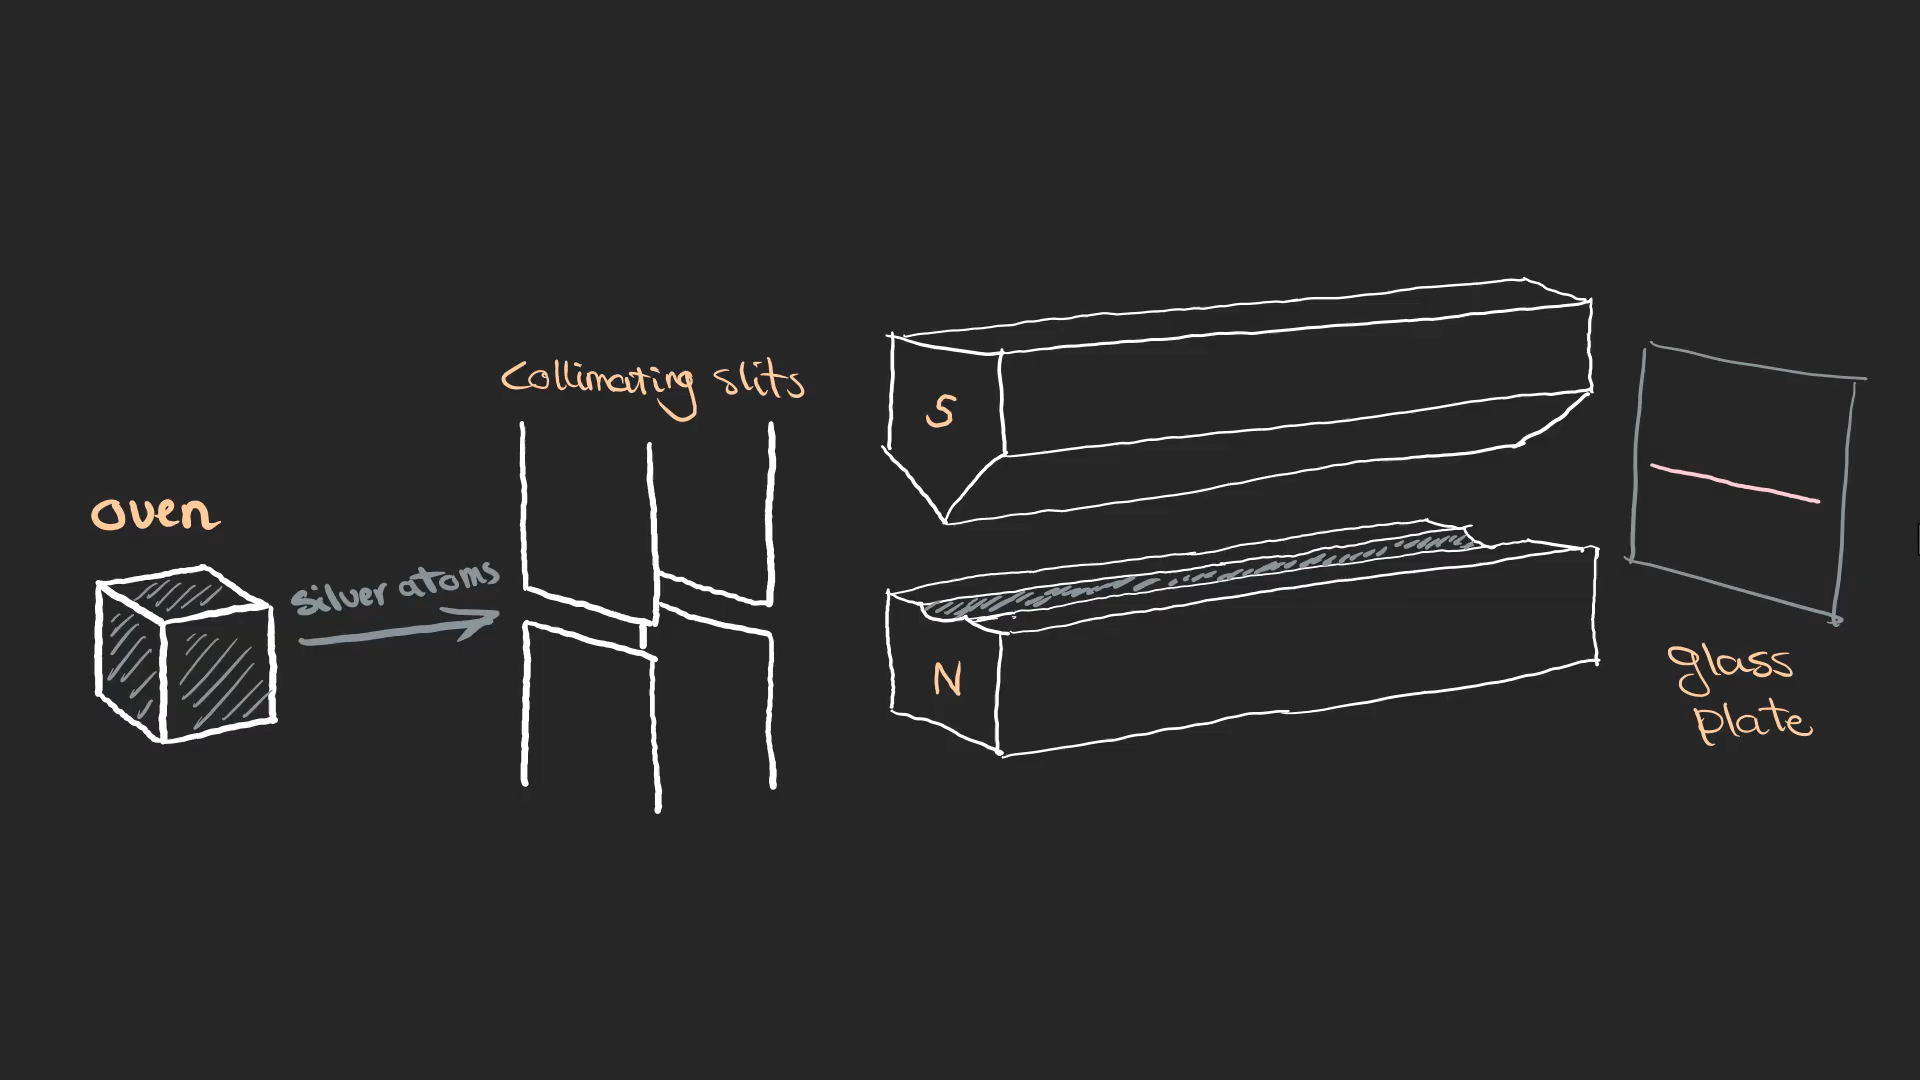 oven
silver atoms
Collimating slits
S
N
glass
plate